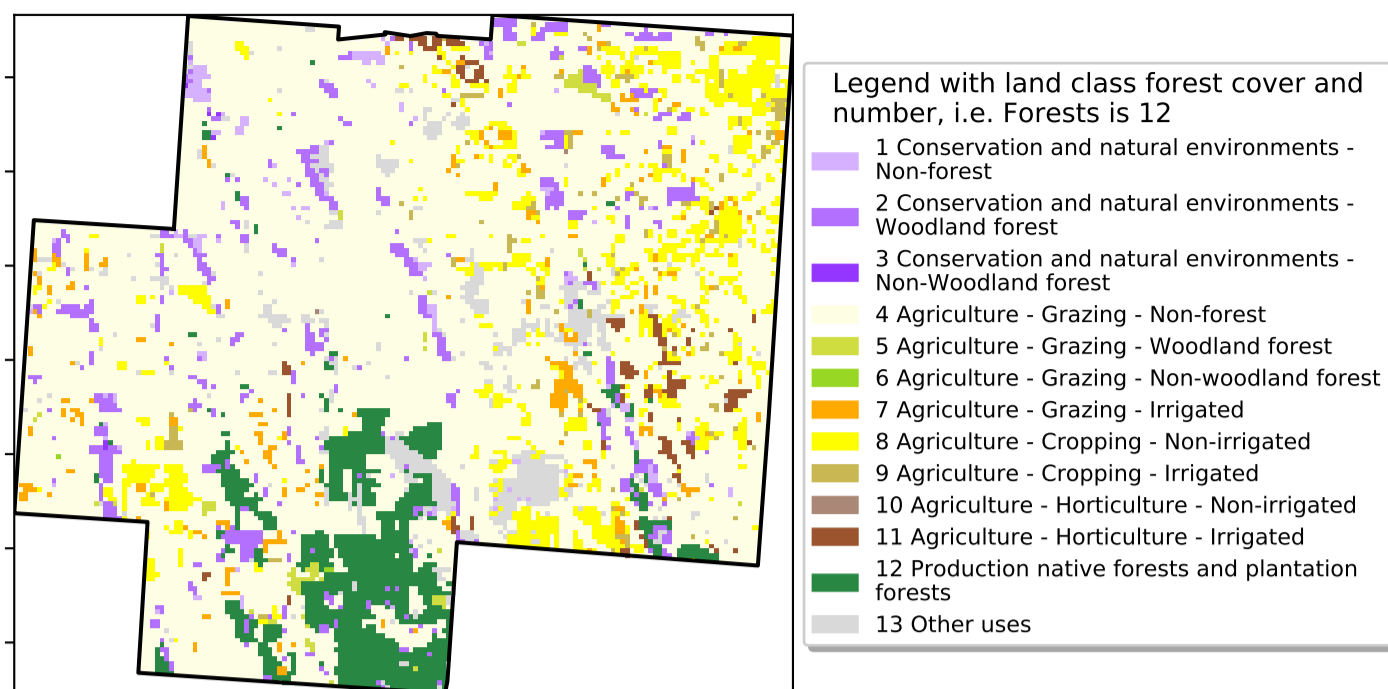 Legend with land class forest cover and
number, i.e. Forests is 12
1 Conservation and natural environments -
Non-forest
2 Conservation and natural environments -
Woodland forest
3 Conservation and natural environments -
Non-Woodland forest
4 Agriculture - Grazing - Non-forest
5 Agriculture - Grazing - Woodland forest
6 Agriculture - Grazing - Non-woodland forest
7 Agriculture - Grazing - Irrigated
8 Agriculture - Cropping - Non-irrigated
9 Agriculture - Cropping - Irrigated
10 Agriculture - Horticulture - Non-irrigated
11 Agriculture - Horticulture - Irrigated
12 Production native forests and plantation
forests
13 Other uses